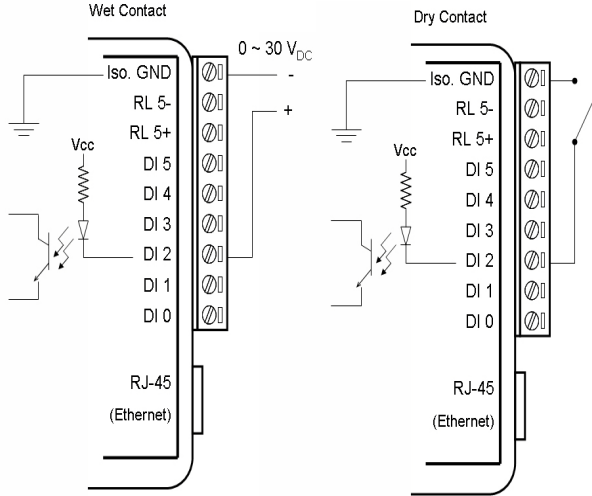 Wet Contact
0 ~ 30 VDC
Iso. GND
-
RL 5-
+
RL 5+
Vcc
DI 5
DI 4
DI 3
DI 2
DI 1
DI 0
RJ-45
(Ethernet)
Dry Contact
Iso. GND
RL 5-
RL 5+
Vcc
DI 5
DI 4
DI 3
DI 2
DI 1
DI 0
RJ-45
(Ethernet)